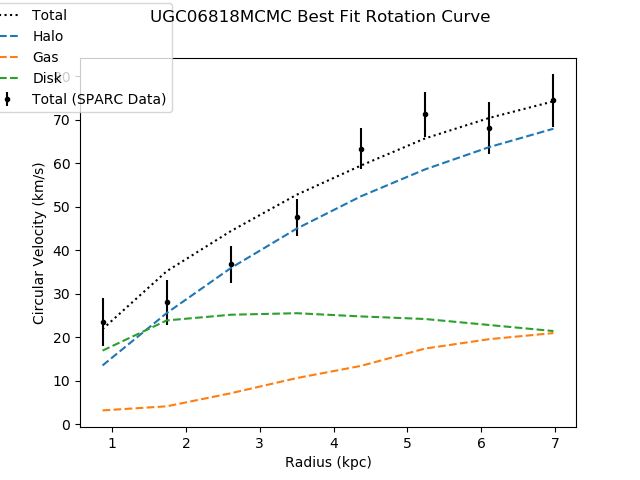 UGC06818MCMC Best Fit Rotation Curve
Total
Halo
Gas
Disk
Total (SPARC Data)
80
70
60
50
40
30
20
10
0
Circular Velocity (km/s)
1 2 3 4 5 6 7
Radius (kpc)